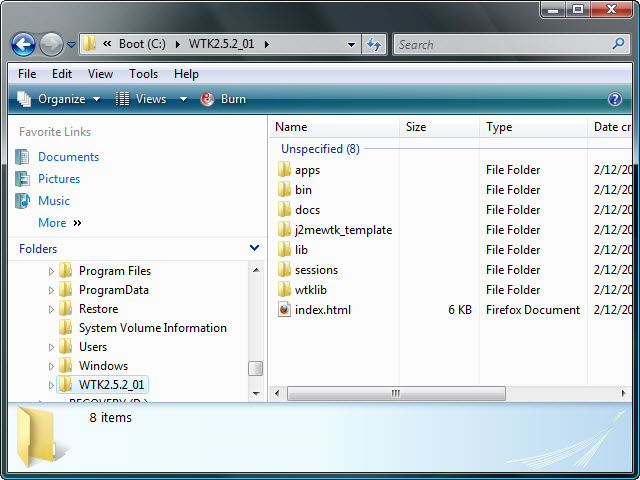 Boot (C:) WTK2.5.2_01 Search
File Edit View Tools Help
Organize Views Burn
Favorite Links
Documents
Pictures
Music
More »
Folders
Program Files
ProgramData
Restore
System Volume Information
Users
Windows
WTK2.5.2_01
RECOVERY (D:)
Name Size Type Date cr
Unspecified (8)
apps File Folder 2/12/20
bin File Folder 2/12/20
docs File Folder 2/12/20
j2mewtk_template File Folder 2/12/20
lib File Folder 2/12/20
sessions File Folder 2/12/20
wtklib File Folder 2/12/20
index.html 6 KB Firefox Document 2/12/20
8 items